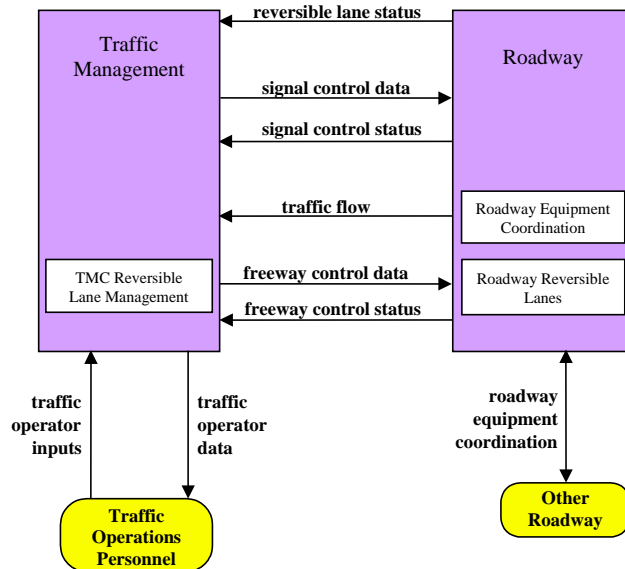 reversible lane status
Traffic
Management
Roadway
signal control data
signal control status
traffic flow
Roadway Equipment
Coordination
TMC Reversible
Lane Management
freeway control data
Roadway Reversible
Lanes
freeway control status
traffic
operator
inputs
traffic
operator
data
roadway
equipment
coordination
Traffic
Operations
Personnel
Other
Roadway